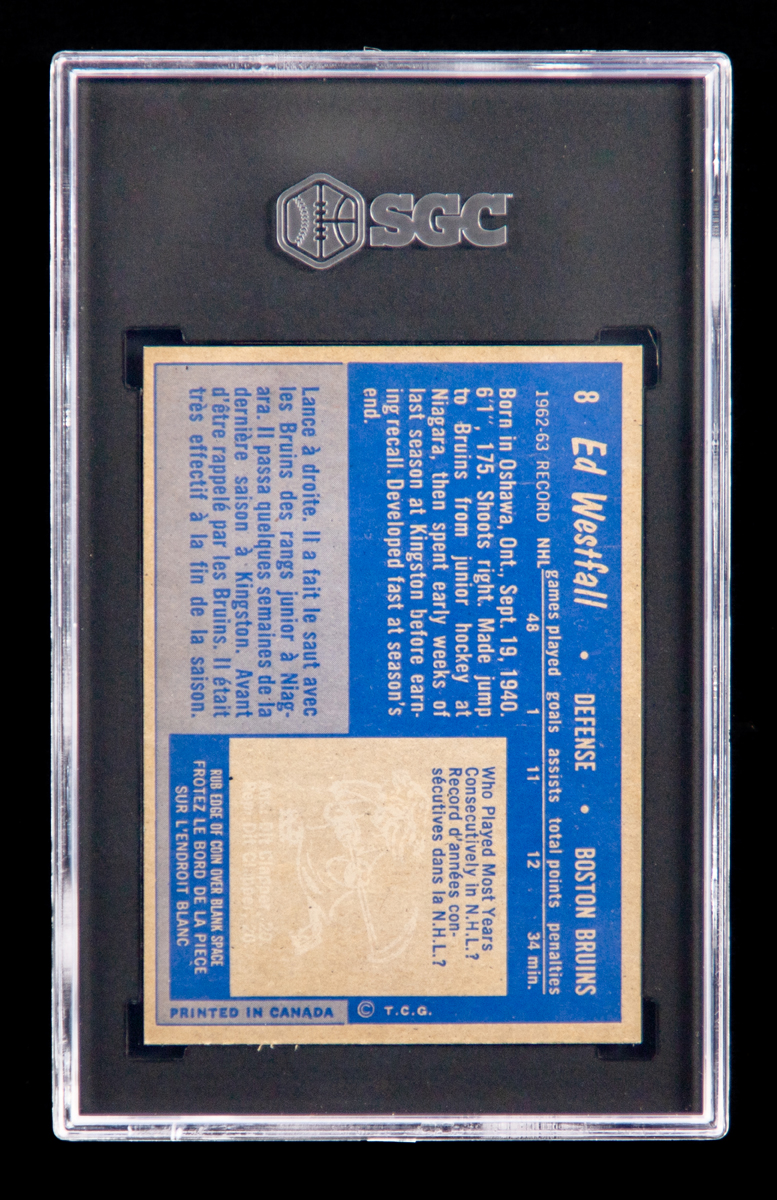 SGC
8 Ed Westfall • DEFENSE • BOSTON BRUINS
1962-63 RECORD NHL games played goals assists total points penalties
48 1 11 12 34 min.
Born in Oshawa, Ont., Sept. 19, 1940.
6'1", 175. Shoots right. Made jump
to Bruins from junior hockey at
Niagara, then spent early weeks of
last season at Kingston before earn-
ing recall. Developed fast at season's
end.
Lance à droite. Il a fait le saut avec
les Bruins des rangs junior à Niag-
ara. Il passa quelques semaines de la
dernière saison à Kingston. Avant
d'être rappelé par les Bruins. Il était
très effectif à la fin de la saison.
Who Played Most Years
Consecutively in N.H.L.?
Record d'années con-
sécutives dans la N.H.L.?
RUB EDGE OF COIN OVER BLANK SPACE
FROTEZ LE BORD DE LA PIECE
SUR L'ENDROIT BLANC
PRINTED IN CANADA © T.C.G.